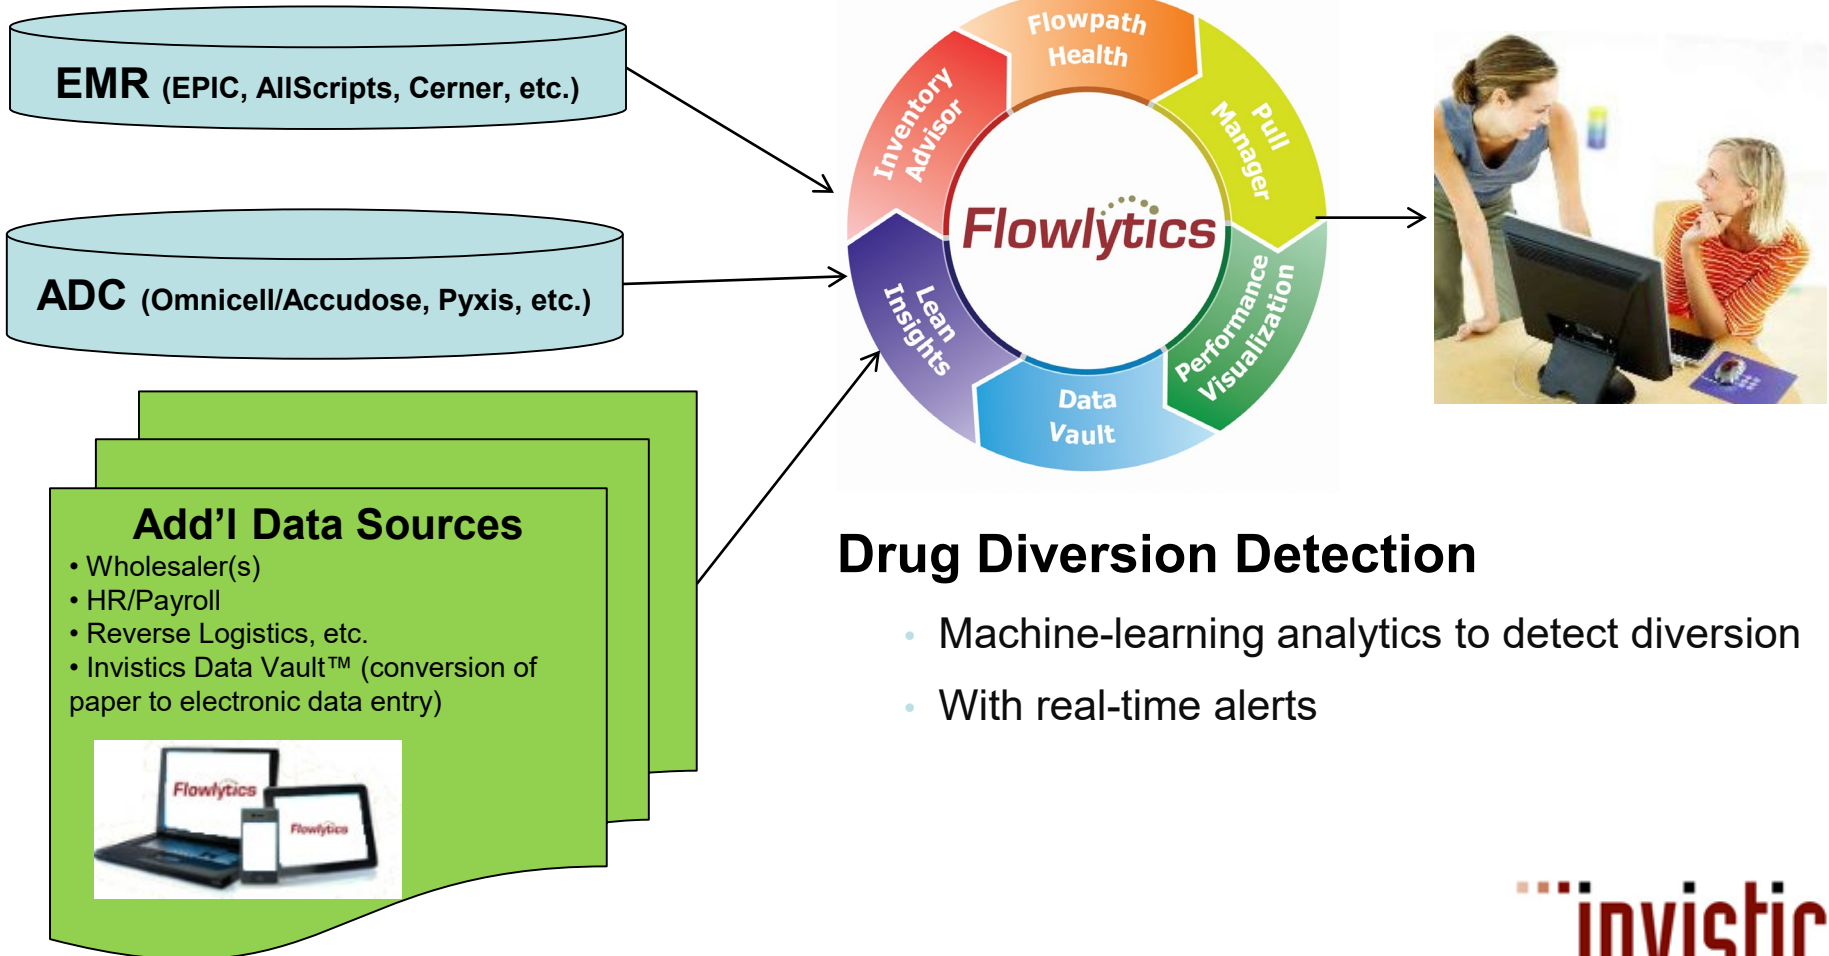 EMR (EPIC, AllScripts, Cerner, etc.)
ADC (Omnicell/Accudose, Pyxis, etc.)
Add'l Data Sources
• Wholesaler(s)
• HR/Payroll
• Reverse Logistics, etc.
• Invistics Data Vault™ (conversion of
paper to electronic data entry)
Flowlytics
Flowlytics
Flowpath
Health
Pull
Manager
Performance
Visualization
Data
Vault
Lean
Insights
Inventory
Advisor
Flowlytics
Drug Diversion Detection
• Machine-learning analytics to detect diversion
• With real-time alerts
invistic